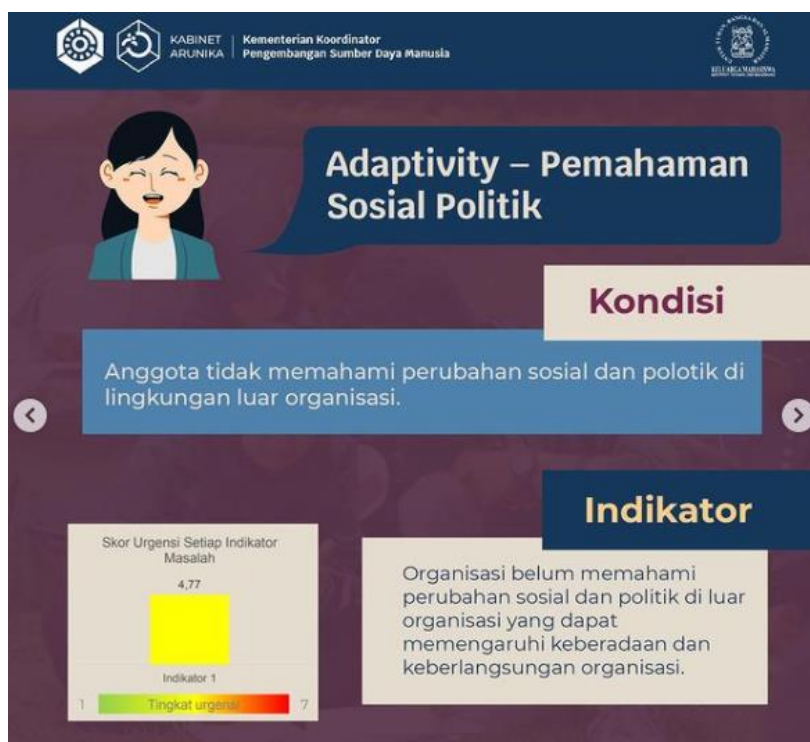 KABINET
ARUNIKA
Kementerian Koordinator
Pengembangan Sumber Daya Manusia
KELUARGA MAHASISWA
Adaptivity – Pemahaman
Sosial Politik
Kondisi
Anggota tidak memahami perubahan sosial dan polotik di
lingkungan luar organisasi.
Indikator
Skor Urgensi Setiap Indikator
Masalah
4,77
Indikator 1
1 Tingkat urgensi 7
Organisasi belum memahami
perubahan sosial dan politik di luar
organisasi yang dapat
memengaruhi keberadaan dan
keberlangsungan organisasi.